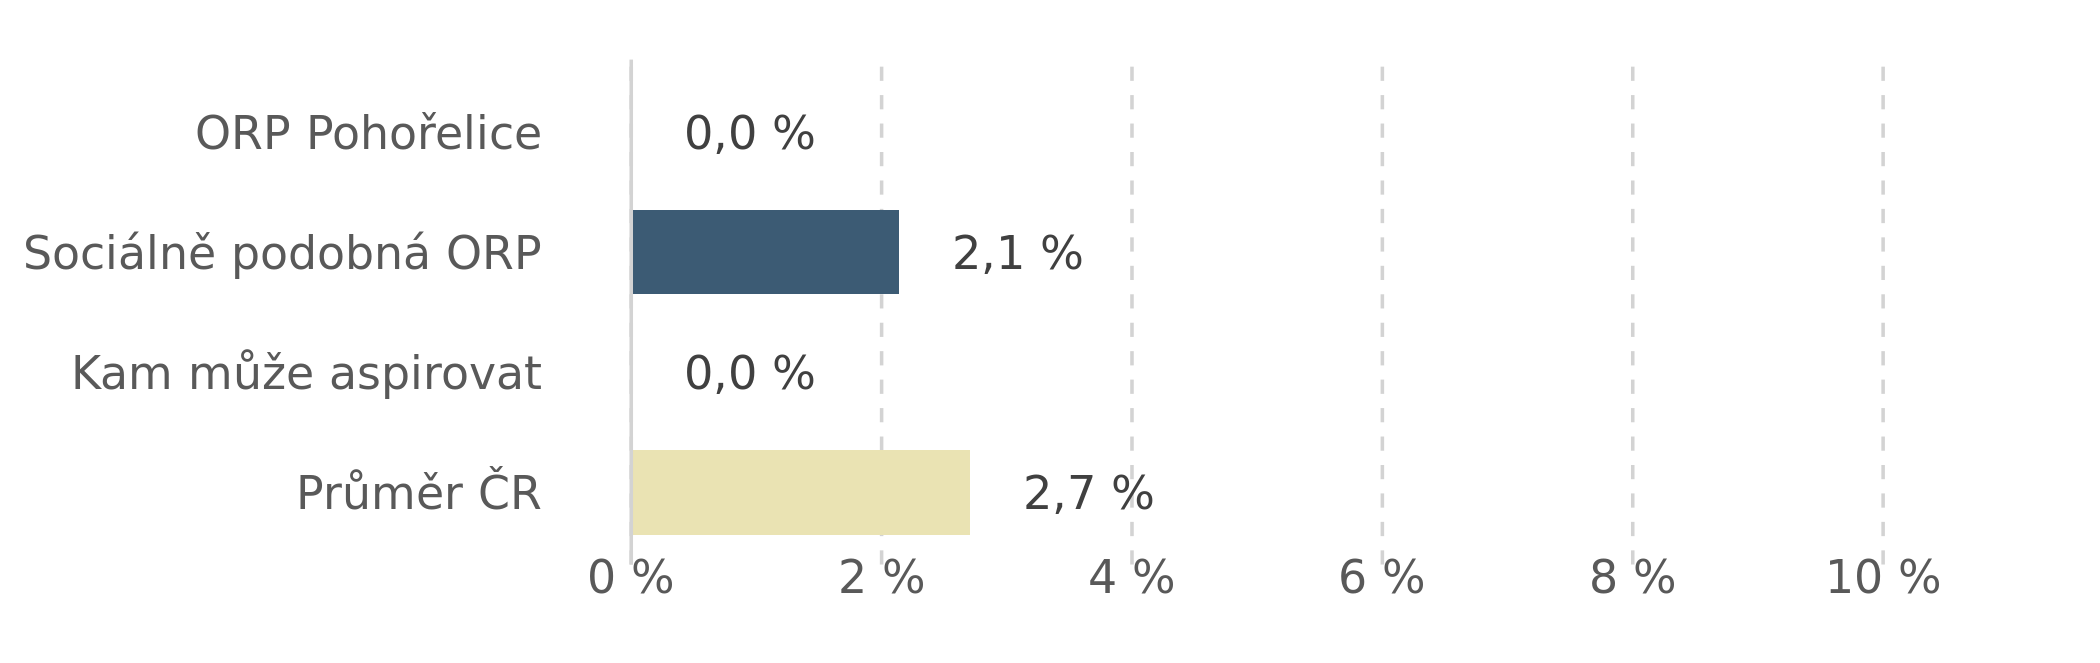 ORP Pohořelice 0,0 %
Sociálně podobná ORP 2,1 %
Kam může aspirovat 0,0 %
Průměr ČR 2,7 %
0 % 2 % 4 % 6 % 8 % 10 %